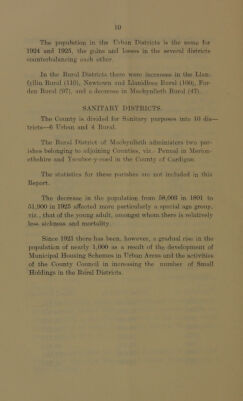 10
The population in the Urban Districts is the same for
1924 and 1925, the gains and losses in the several districts
counterbalancing each other.
In the Rural Districts there were increases in the Llan-
fyllin Rural (110), Newtown and Llanidloes Rural (100), For-
den Rural (97), and a decrease in Machynlleth Rural (47).
SANITARY DISTRICTS.
The County is divided for Sanitary purposes into 10 dis—
tricts—6 Urban and 4 Rural.
The Rural District of Machynlleth administers two par-
ishes belonging to adjoining Counties, viz. Pennal in Merion-
ethshire and Yscubor-y-coed in the County of Cardigan.
The statistics for these parishes are not included in this
Report.
The decrease in the population from 58,003 in 1891 to
51,900 in 1925 affected more particularly a special age group,
viz., that of the young adult, amongst whom there is relatively
less sickness and mortality.
Since 1921 there has been, however, a gradual rise in the
population of nearly 1,000 as a result of the development of
Municipal Housing Schemes in Urban Areas and the activities
of the County Council in increasing the number of Small
Holdings in the Rural Districts.